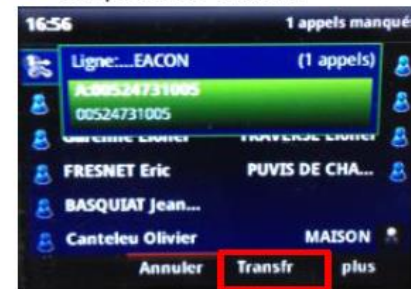 16:56 1 appels manqué
Ligne:....EACON (1 appels)
A:00524731005
00524731005
FRESNET Eric PUVIS DE CHA...
BASQUIAT Jean...
Canteleu Olivier MAISON
Annuler Transfr plus